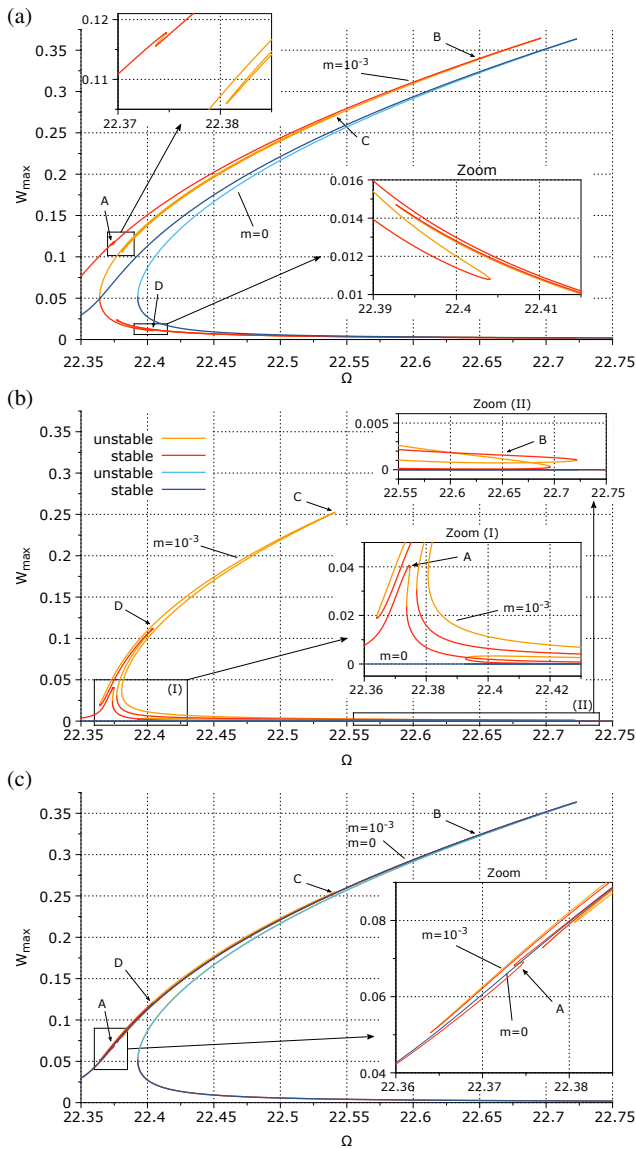 (a)
0.12
0.11
22.37
22.38
0.35
0.3
0.25
0.2
0.15
0.1
0.05
0
Wmax
B
m=10-3
C
A
m=0
D
Zoom
0.016
0.014
0.012
0.01
22.39
22.4
22.41
22.35 22.4 22.45 22.5 22.55 22.6 22.65 22.7 22.75
Ω
(b)
unstable
stable
unstable
stable
0.35
0.3
0.25
0.2
0.15
0.1
0.05
0
Wmax
C
m=10-3
D
(I)
(II)
Zoom (II)
0.005
0
B
22.55 22.6 22.65 22.7 22.75
Zoom (I)
0.04
0.02
0
A
m=10-3
m=0
22.36 22.38 22.4 22.42
22.35 22.4 22.45 22.5 22.55 22.6 22.65 22.7 22.75
Ω
(c)
0.35
0.3
0.25
0.2
0.15
0.1
0.05
0
Wmax
B
m=10-3
m=0
C
D
A
Zoom
0.08
0.06
0.04
m=10-3
A
m=0
22.36 22.37 22.38
22.35 22.4 22.45 22.5 22.55 22.6 22.65 22.7 22.75
Ω